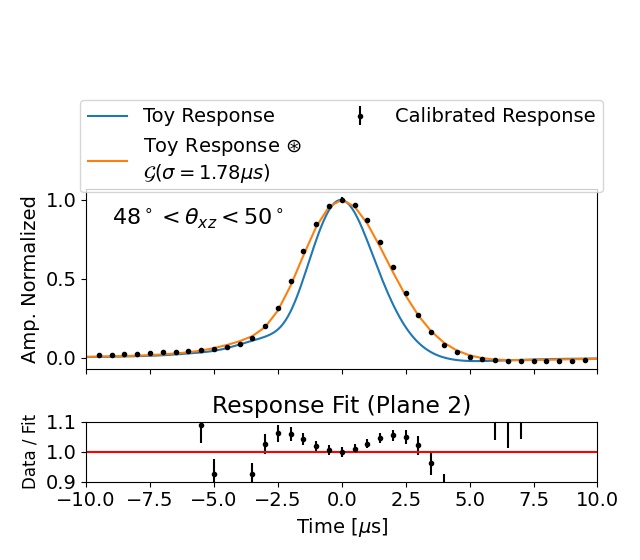 Toy Response
Calibrated Response
Toy Response ⊛
𝒢(σ = 1.78μs)
48° < θxz < 50°
1.0
0.5
0.0
Amp. Normalized
Response Fit (Plane 2)
1.1
1.0
0.9
Data / Fit
−10.0 −7.5 −5.0 −2.5 0.0 2.5 5.0 7.5 10.0
Time [μs]